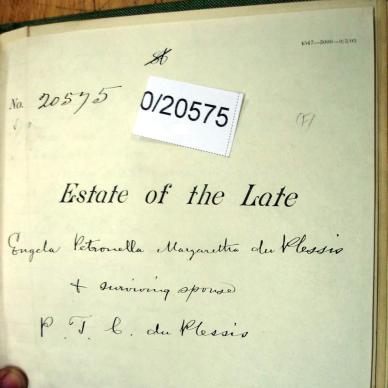 No. 20575
0/20575
(F)
Estate of the Late
Engela Petronella Margaretha du Plessis
+ surviving spouse
P. J. C. du Plessis